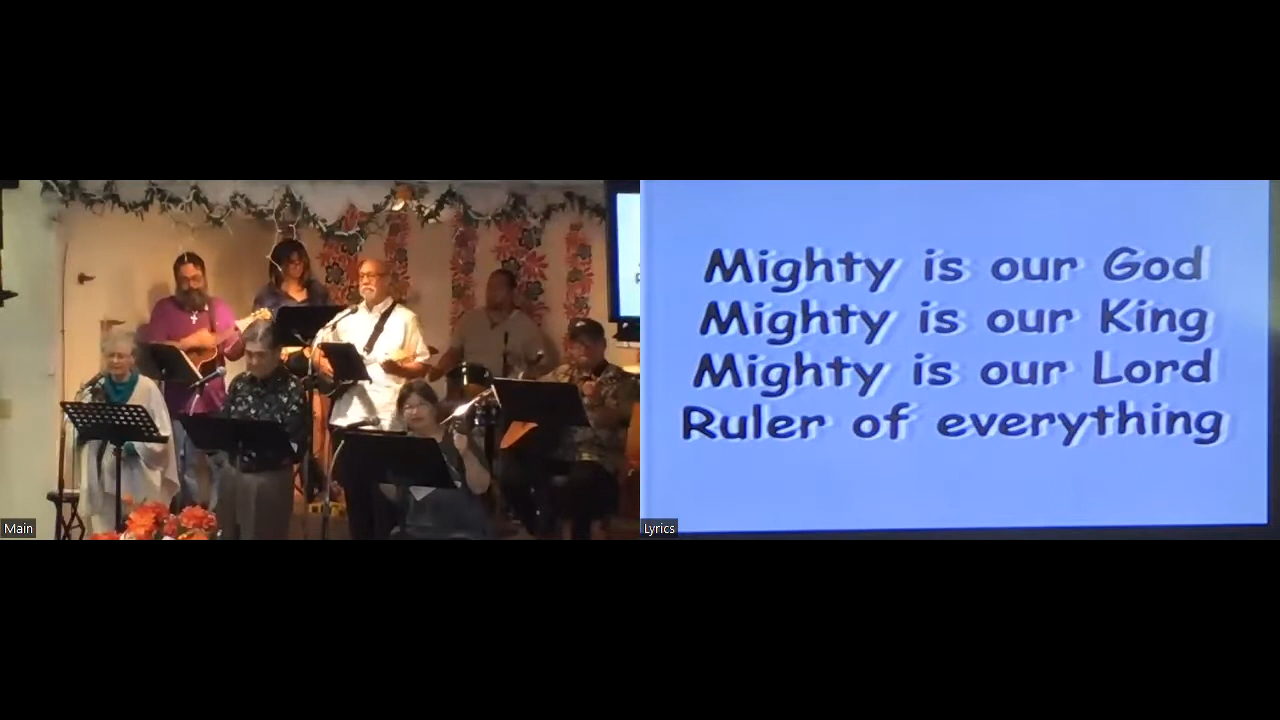 Mighty is our God
Mighty is our King
Mighty is our Lord
Ruler of everything
Main
Lyrics